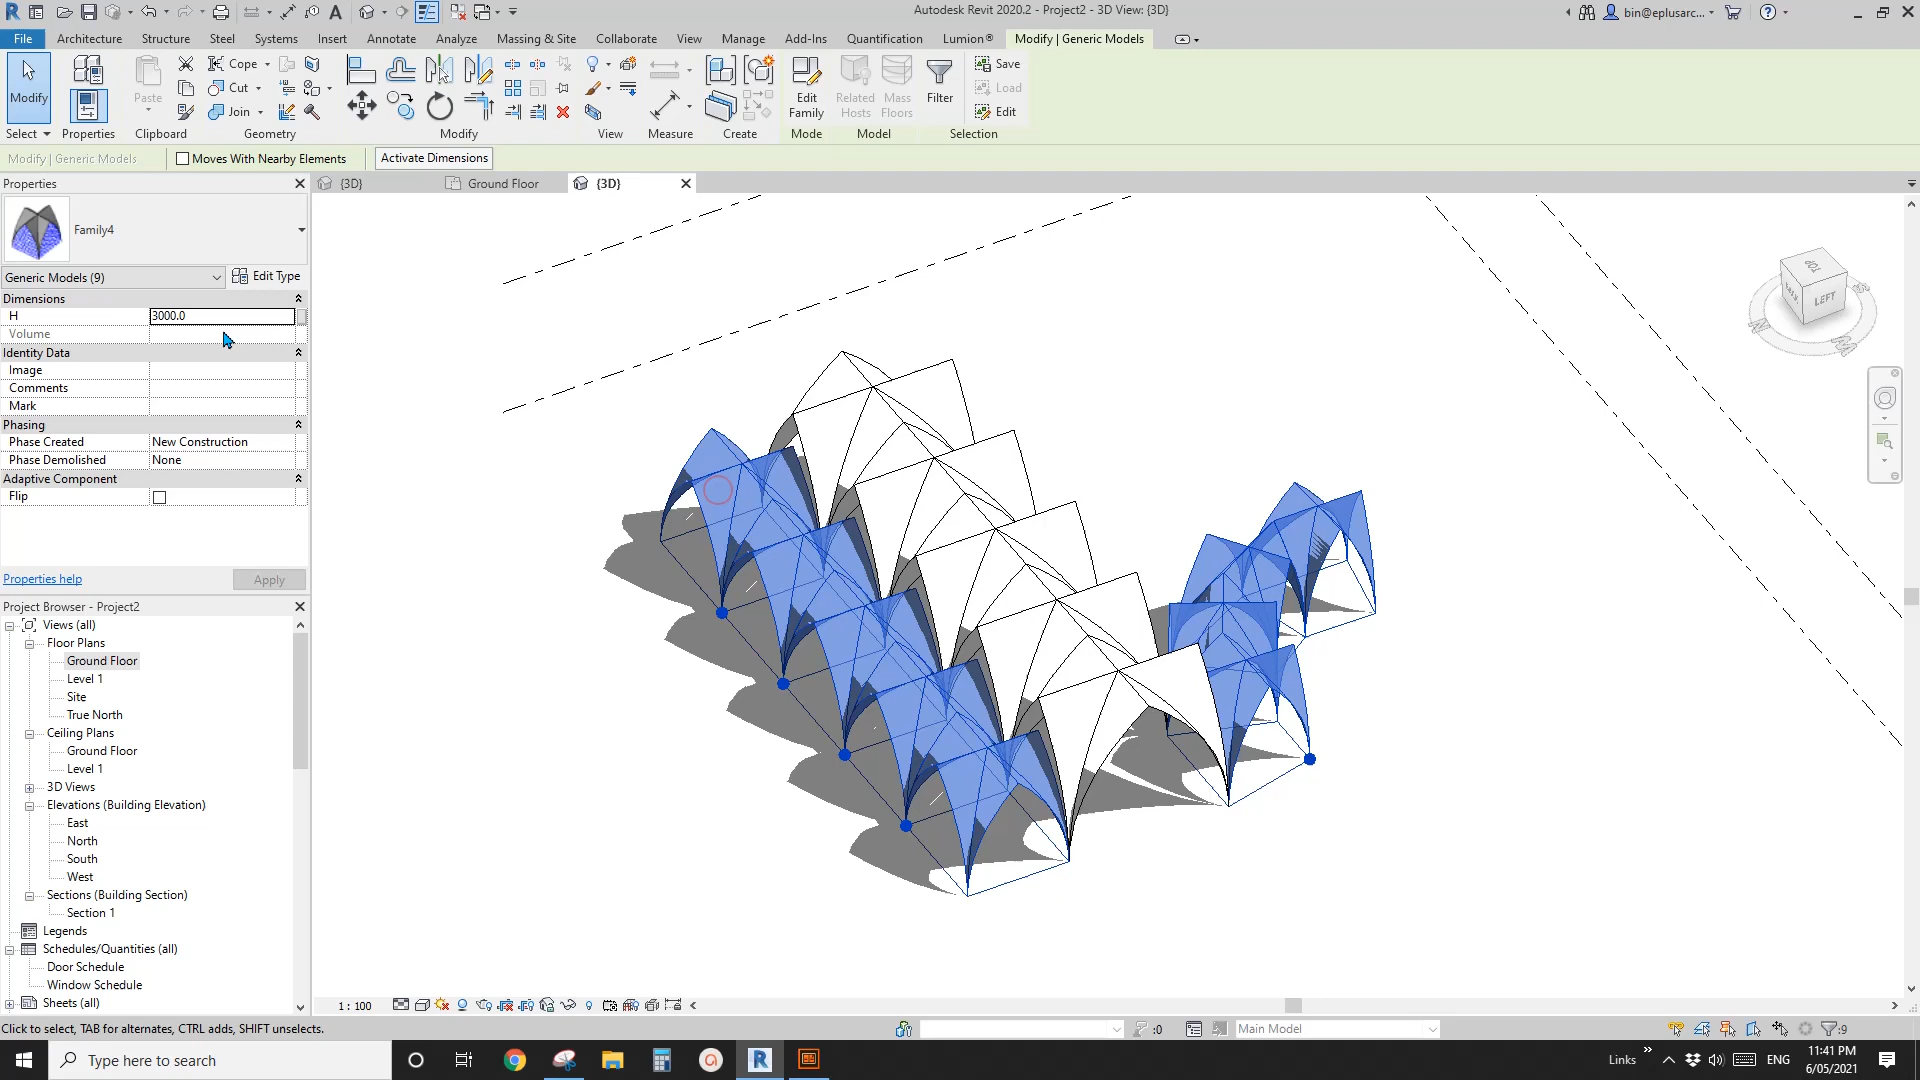 Autodesk Revit 2020.2 - Project2 - 3D View: {3D}
bin@eplusarc...
File Architecture Structure Steel Systems Insert Annotate Analyze Massing & Site Collaborate View Manage Add-Ins Quantification Lumion® Modify | Generic Models
Modify
Paste
Cope
Cut
Join
Edit Family
Related Hosts
Mass Floors
Filter
Save
Load
Edit
Select Properties Clipboard Geometry Modify View Measure Create Mode Model Selection
Modify | Generic Models Moves With Nearby Elements Activate Dimensions
Properties
{3D} Ground Floor {3D}
Family4
Generic Models (9) Edit Type
Dimensions
H 3000.0
Volume
Identity Data
Image
Comments
Mark
Phasing
Phase Created New Construction
Phase Demolished None
Adaptive Component
Flip
Properties help Apply
TOP
BACK
LEFT
Project Browser - Project2
Views (all)
Floor Plans
Ground Floor
Level 1
Site
True North
Ceiling Plans
Ground Floor
Level 1
3D Views
Elevations (Building Elevation)
East
North
South
West
Sections (Building Section)
Section 1
Legends
Schedules/Quantities (all)
Door Schedule
Window Schedule
Sheets (all)
1 : 100
Click to select, TAB for alternates, CTRL adds, SHIFT unselects.
:0 Main Model :9
Type here to search
Links ENG
11:41 PM
6/05/2021